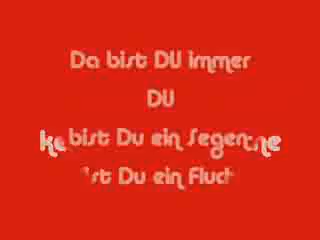 Da bist DU immer
DU
bist Du ein Segen
Du ein Fluch